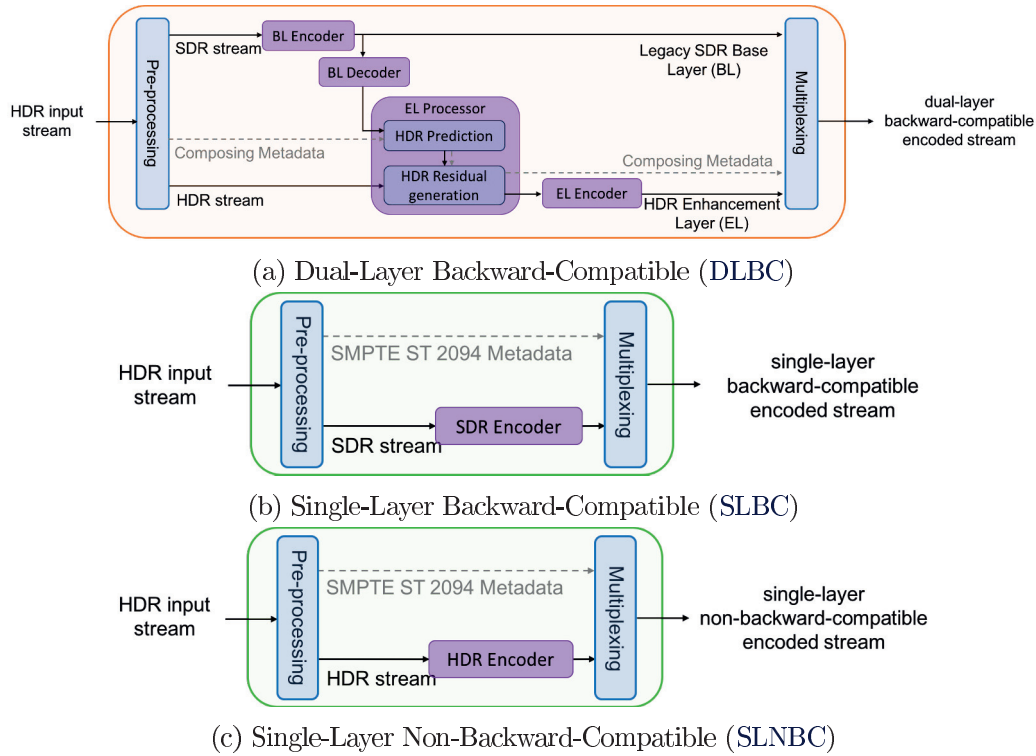 HDR input
stream
Pre-processing
SDR stream
BL Encoder
BL Decoder
Legacy SDR Base
Layer (BL)
EL Processor
HDR Prediction
Composing Metadata
HDR Residual
generation
Composing Metadata
HDR stream
EL Encoder
HDR Enhancement
Layer (EL)
Multiplexing
dual-layer
backward-compatible
encoded stream
(a) Dual-Layer Backward-Compatible (DLBC)
HDR input
stream
Pre-processing
SMPTE ST 2094 Metadata
SDR stream
SDR Encoder
Multiplexing
single-layer
backward-compatible
encoded stream
(b) Single-Layer Backward-Compatible (SLBC)
HDR input
stream
Pre-processing
SMPTE ST 2094 Metadata
HDR stream
HDR Encoder
Multiplexing
single-layer
non-backward-compatible
encoded stream
(c) Single-Layer Non-Backward-Compatible (SLNBC)